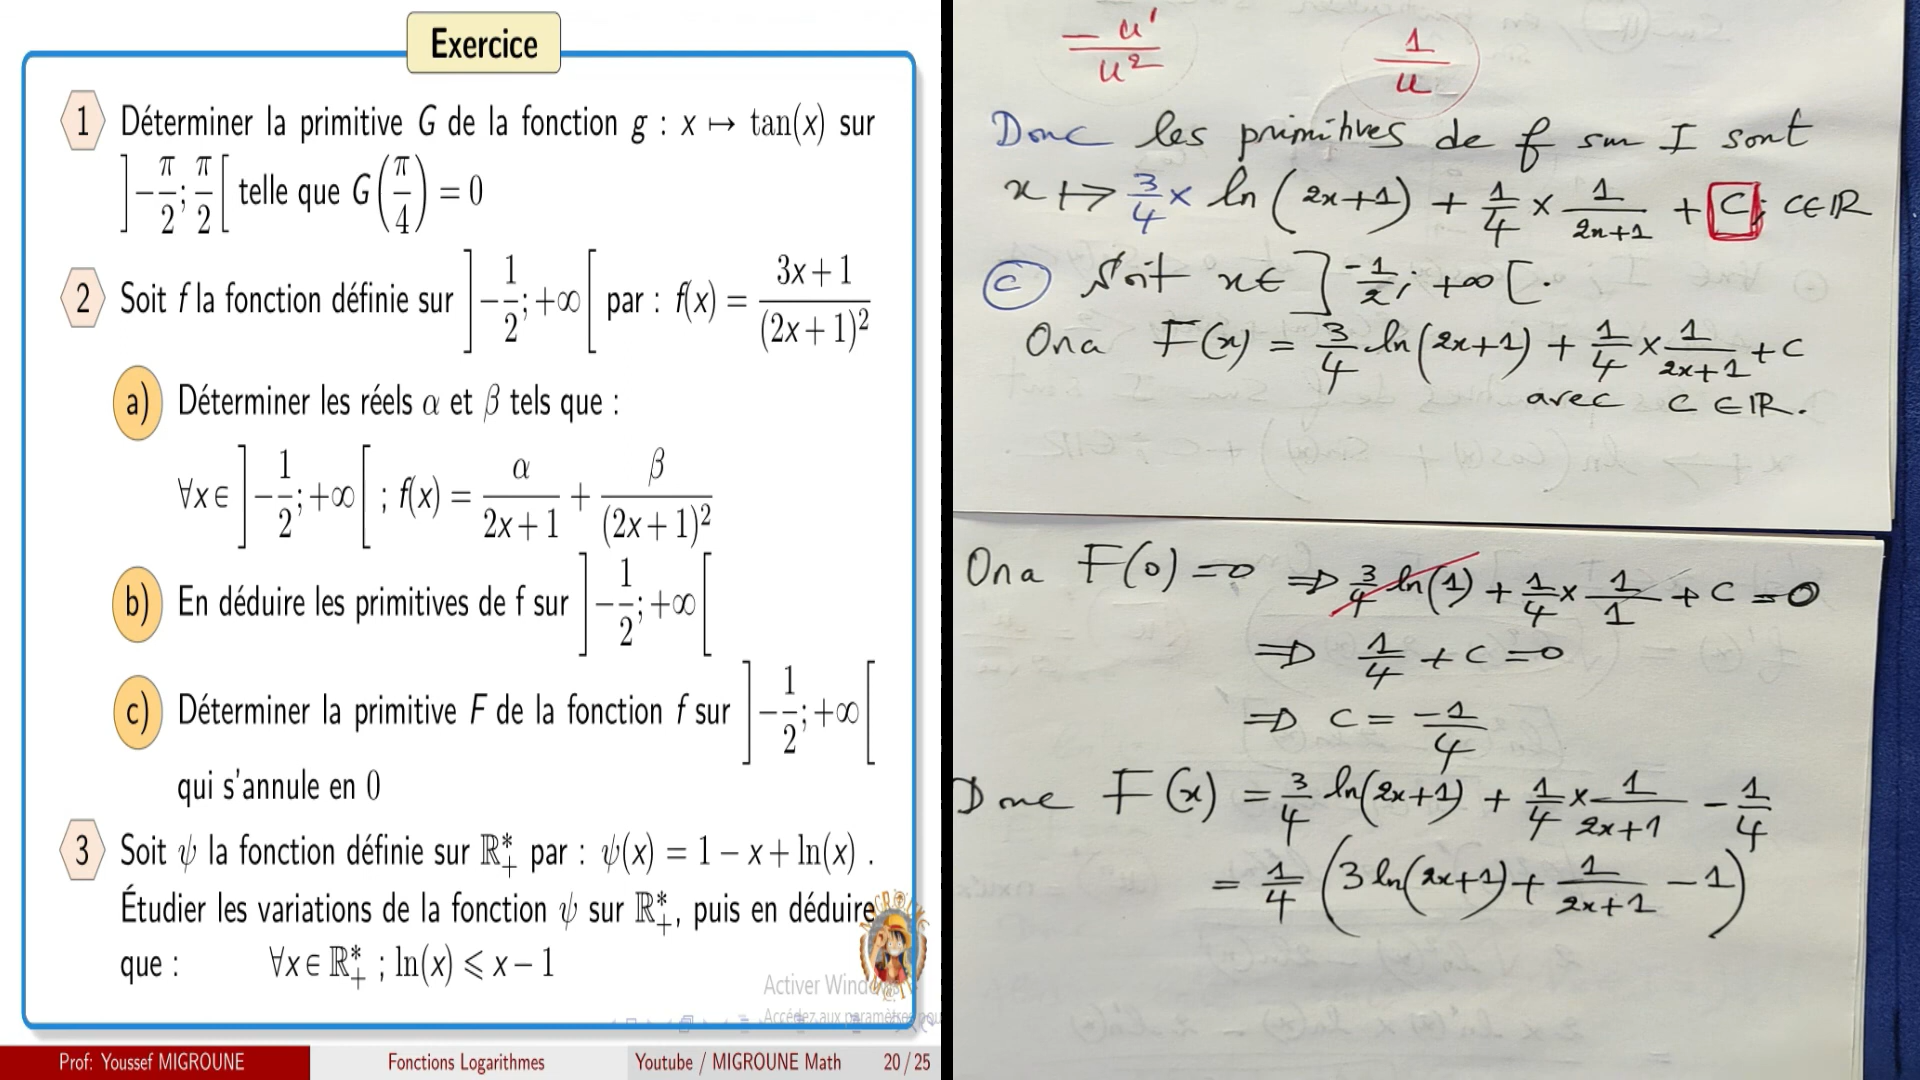 Exercice
1 Déterminer la primitive G de la fonction g : x ↦ tan(x) sur
]−π/2 ; π/2[ telle que G(π/4) = 0
2 Soit f la fonction définie sur ]−1/2 ; +∞[ par : f(x) = (3x+1)/(2x+1)²
a) Déterminer les réels α et β tels que :
∀x ∈ ]−1/2 ; +∞[ ; f(x) = α/(2x+1) + β/(2x+1)²
b) En déduire les primitives de f sur ]−1/2 ; +∞[
c) Déterminer la primitive F de la fonction f sur ]−1/2 ; +∞[
qui s'annule en 0
3 Soit ψ la fonction définie sur ℝ*₊ par : ψ(x) = 1 − x + ln(x) .
Étudier les variations de la fonction ψ sur ℝ*₊, puis en déduire
que : ∀x ∈ ℝ*₊ ; ln(x) ⩽ x − 1
Activer Wind
Accédez aux paramètres pou
Prof: Youssef MIGROUNE
Fonctions Logarithmes
Youtube / MIGROUNE Math 20 / 25
−u'/u² 1/u
Donc les primitives de f sur I sont
x ↦ 3/4 × ln(2x+1) + 1/4 × 1/(2x+1) + C; C∈ℝ
c Soit x∈ ]−1/2 ; +∞[.
On a F(x) = 3/4 ln(2x+1) + 1/4 × 1/(2x+1) + C
avec C ∈ ℝ.
On a F(0) = 0 ⇒ 3/4 ln(1) + 1/4 × 1/1 + C = 0
⇒ 1/4 + C = 0
⇒ C = −1/4
Donc F(x) = 3/4 ln(2x+1) + 1/4 × 1/(2x+1) − 1/4
= 1/4 (3 ln(2x+1) + 1/(2x+1) − 1)